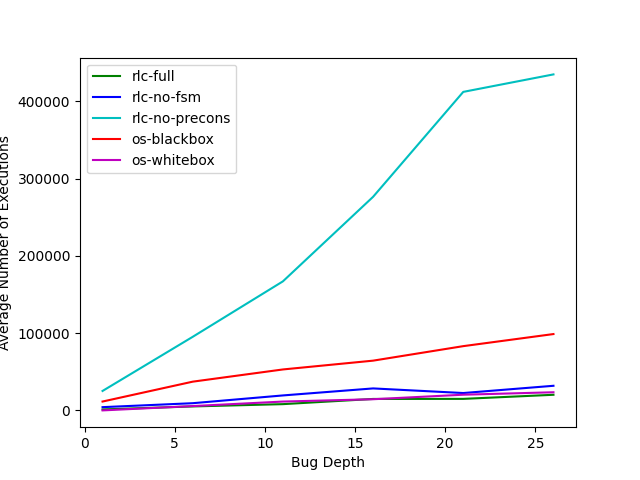 rlc-full
rlc-no-fsm
rlc-no-precons
os-blackbox
os-whitebox
400000
300000
200000
100000
0
Average Number of Executions
0 5 10 15 20 25
Bug Depth